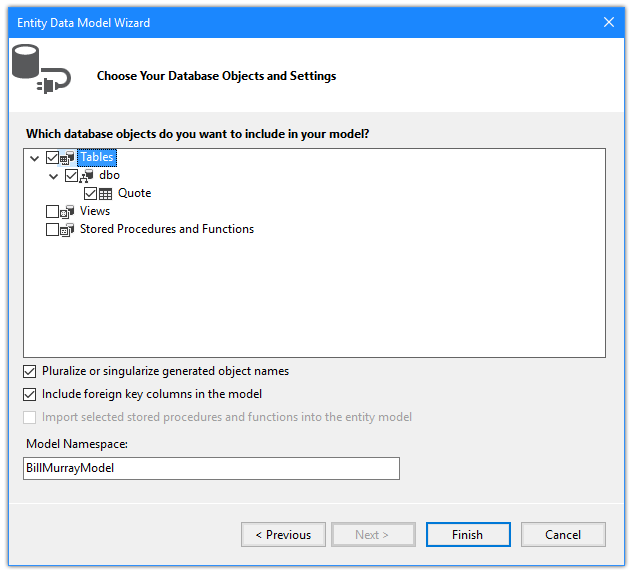 Entity Data Model Wizard
Choose Your Database Objects and Settings
Which database objects do you want to include in your model?
Tables
dbo
Quote
Views
Stored Procedures and Functions
Pluralize or singularize generated object names
Include foreign key columns in the model
Import selected stored procedures and functions into the entity model
Model Namespace:
BillMurrayModel
< Previous
Next >
Finish
Cancel